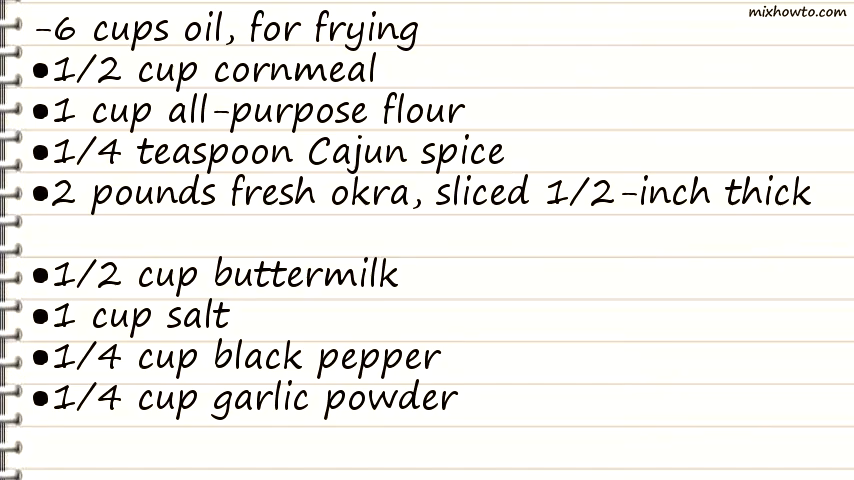 mixhowto.com
-6 cups oil, for frying
•1/2 cup cornmeal
•1 cup all-purpose flour
•1/4 teaspoon Cajun spice
•2 pounds fresh okra, sliced 1/2-inch thick
•1/2 cup buttermilk
•1 cup salt
•1/4 cup black pepper
•1/4 cup garlic powder